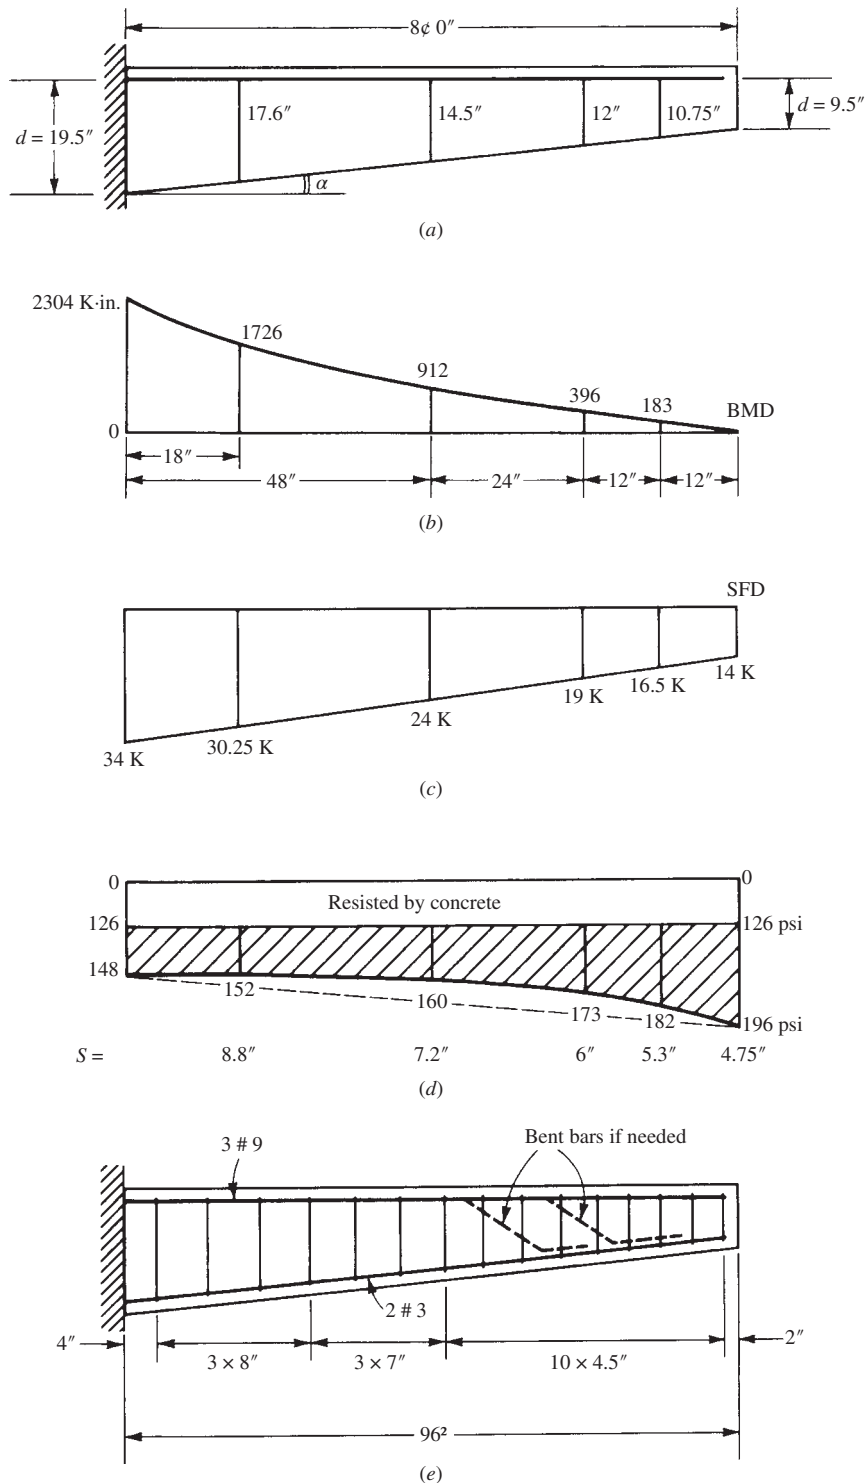 8¢ 0″
17.6″ 14.5″ 12″ 10.75″
d = 19.5″
d = 9.5″
α
(a)
2304 K·in.
1726
912
396
183
BMD
0
18″
48″ 24″ 12″ 12″
(b)
SFD
14 K
16.5 K
19 K
24 K
30.25 K
34 K
(c)
0 0
Resisted by concrete
126 126 psi
148
152
160
173
182
196 psi
S = 8.8″ 7.2″ 6″ 5.3″ 4.75″
(d)
3 # 9
Bent bars if needed
2 # 3
4″ 2″
3 × 8″ 3 × 7″ 10 × 4.5″
96²
(e)